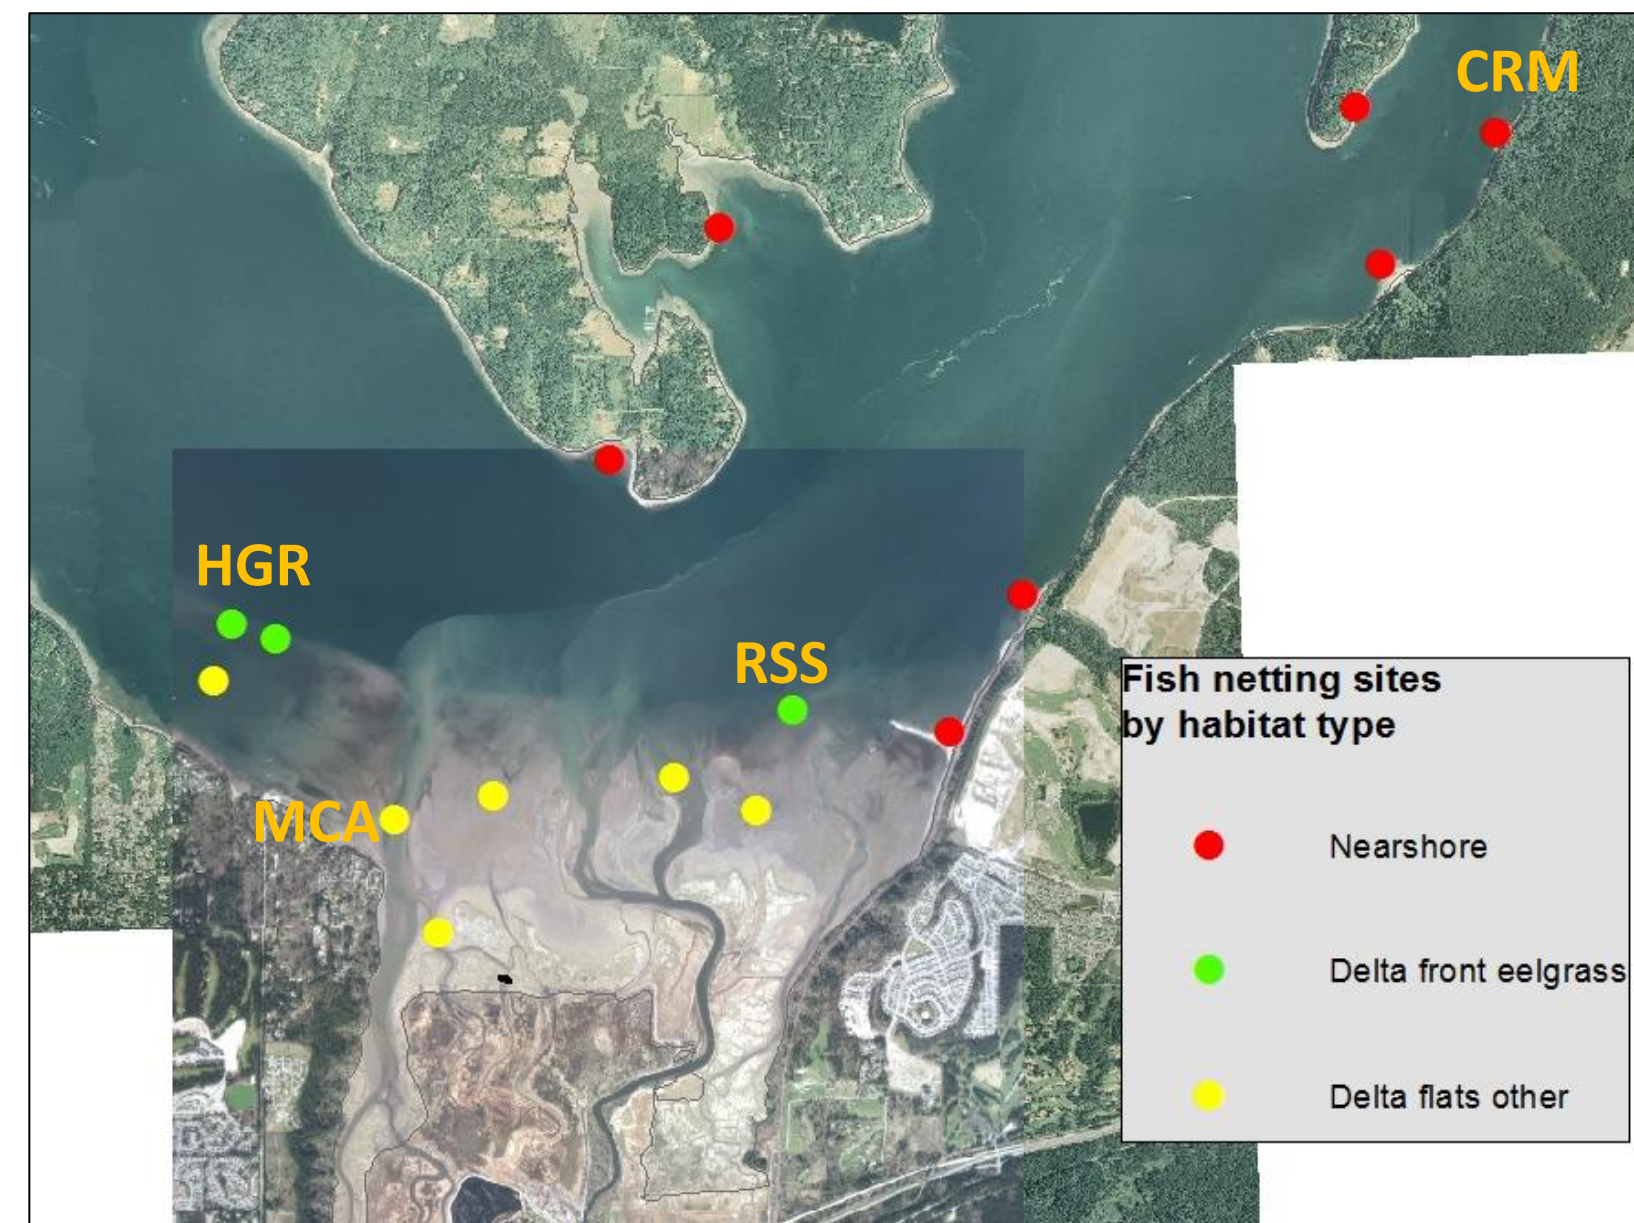 CRM
HGR
RSS
MCA
Fish netting sites
by habitat type
Nearshore
Delta front eelgrass
Delta flats other